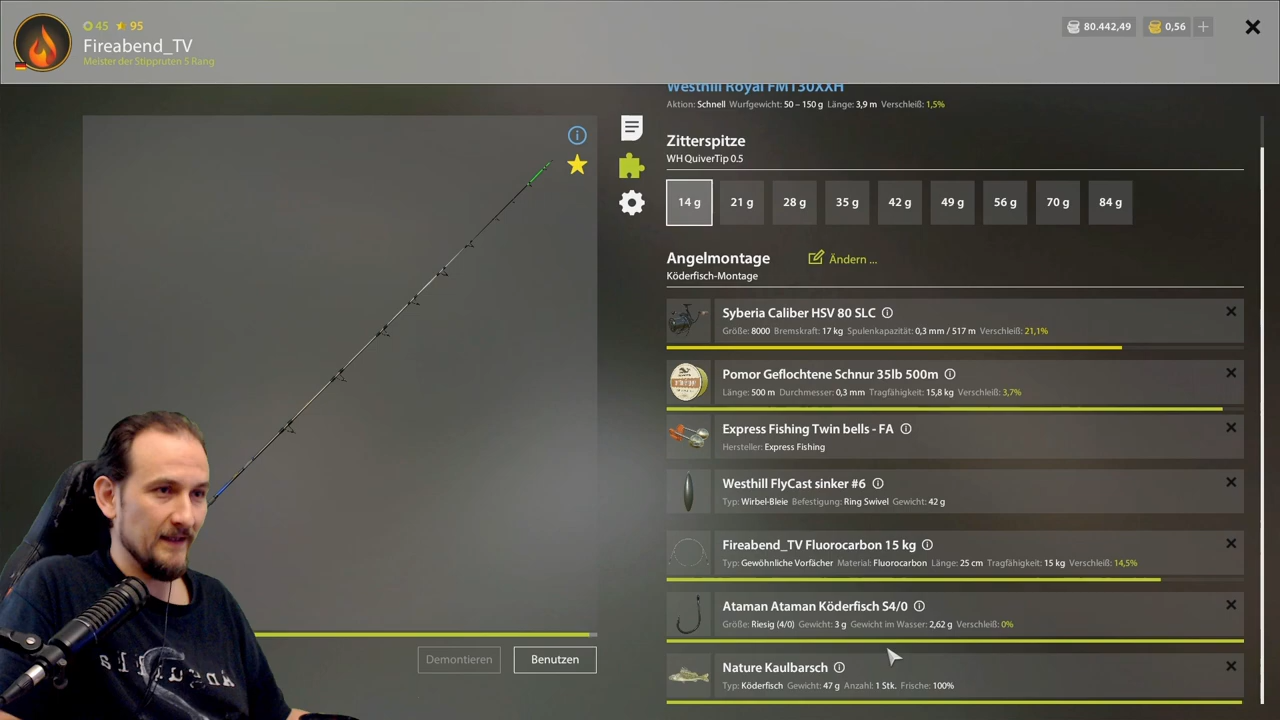 45 95
Fireabend_TV
Meister der Stippruten 5 Rang
80.442,49 0,56
Westhill Royal FM130XXH
Aktion: Schnell Wurfgewicht: 50 – 150 g Länge: 3,9 m Verschleiß: 1,5%
Zitterspitze
WH QuiverTip 0.5
14 g 21 g 28 g 35 g 42 g 49 g 56 g 70 g 84 g
Angelmontage Ändern ...
Köderfisch-Montage
Syberia Caliber HSV 80 SLC
Größe: 8000 Bremskraft: 17 kg Spulenkapazität: 0,3 mm / 517 m Verschleiß: 21,1%
Pomor Geflochtene Schnur 35lb 500m
Länge: 500 m Durchmesser: 0,3 mm Tragfähigkeit: 15,8 kg Verschleiß: 3,7%
Express Fishing Twin bells - FA
Hersteller: Express Fishing
Westhill FlyCast sinker #6
Typ: Wirbel-Bleie Befestigung: Ring Swivel Gewicht: 42 g
Fireabend_TV Fluorocarbon 15 kg
Typ: Gewöhnliche Vorfächer Material: Fluorocarbon Länge: 25 cm Tragfähigkeit: 15 kg Verschleiß: 14,5%
Ataman Ataman Köderfisch S4/0
Größe: Riesig (4/0) Gewicht: 3 g Gewicht im Wasser: 2,62 g Verschleiß: 0%
Nature Kaulbarsch
Typ: Köderfisch Gewicht: 47 g Anzahl: 1 Stk. Frische: 100%
Demontieren Benutzen